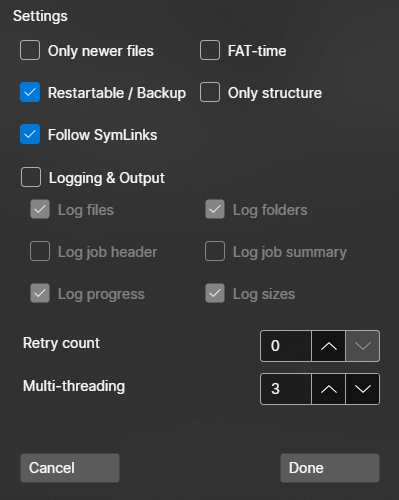 Settings
Only newer files FAT-time
Restartable / Backup Only structure
Follow SymLinks
Logging & Output
Log files Log folders
Log job header Log job summary
Log progress Log sizes
Retry count 0
Multi-threading 3
Cancel Done